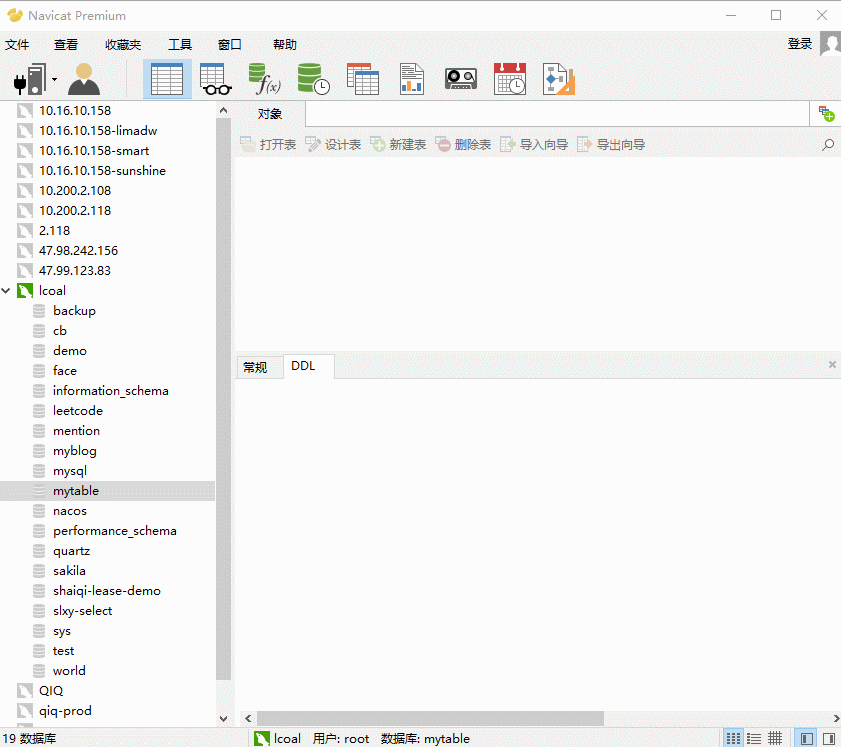 Navicat Premium
文件 查看 收藏夹 工具 窗口 帮助 登录
f(x)
10.16.10.158
10.16.10.158-limadw
10.16.10.158-smart
10.16.10.158-sunshine
10.200.2.108
10.200.2.118
2.118
47.98.242.156
47.99.123.83
lcoal
backup
cb
demo
face
information_schema
leetcode
mention
myblog
mysql
mytable
nacos
performance_schema
quartz
sakila
shaiqi-lease-demo
slxy-select
sys
test
world
QIQ
qiq-prod
对象
打开表 设计表 新建表 删除表 导入向导 导出向导
常规 DDL
19 数据库 lcoal 用户: root 数据库: mytable